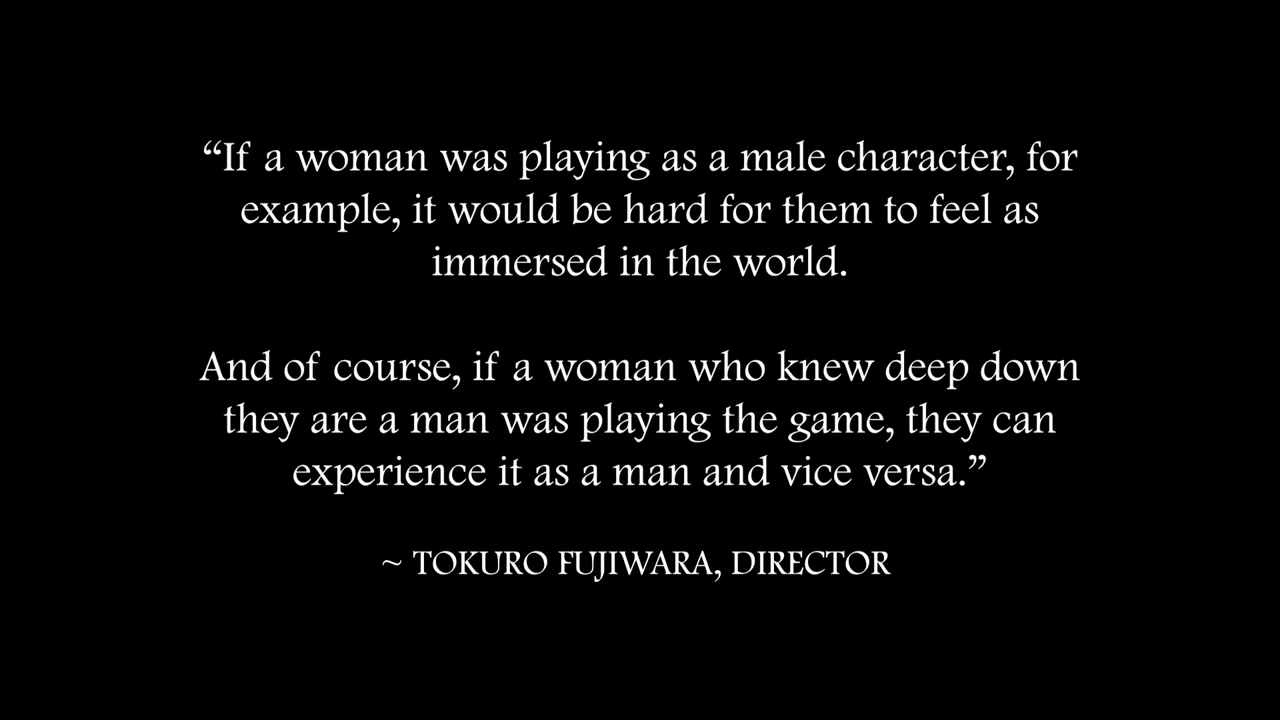 “If a woman was playing as a male character, for
example, it would be hard for them to feel as
immersed in the world.
And of course, if a woman who knew deep down
they are a man was playing the game, they can
experience it as a man and vice versa.”
~ TOKURO FUJIWARA, DIRECTOR